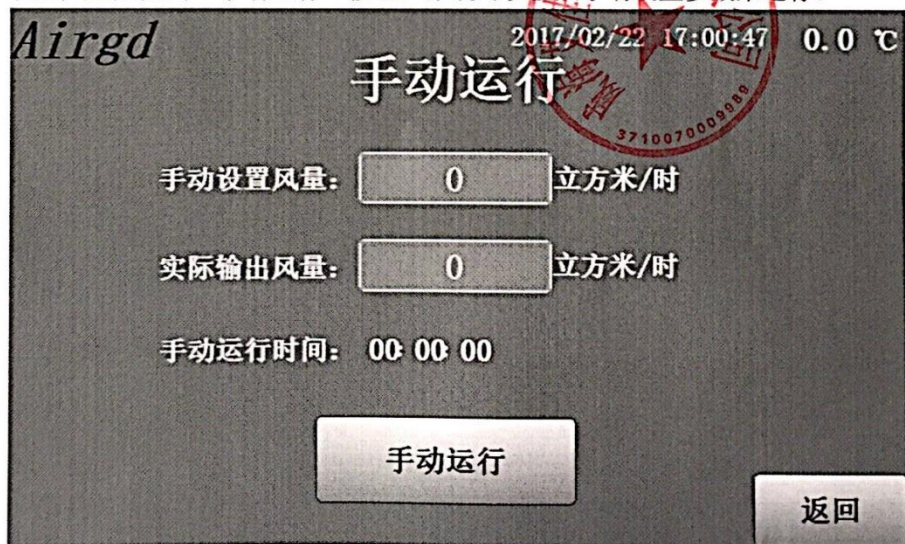 Airgd
2017/02/22 17:00:47 0.0 ℃
手动运行
3710070009989
手动设置风量： 0 立方米/时
实际输出风量： 0 立方米/时
手动运行时间： 00:00:00
手动运行
返回